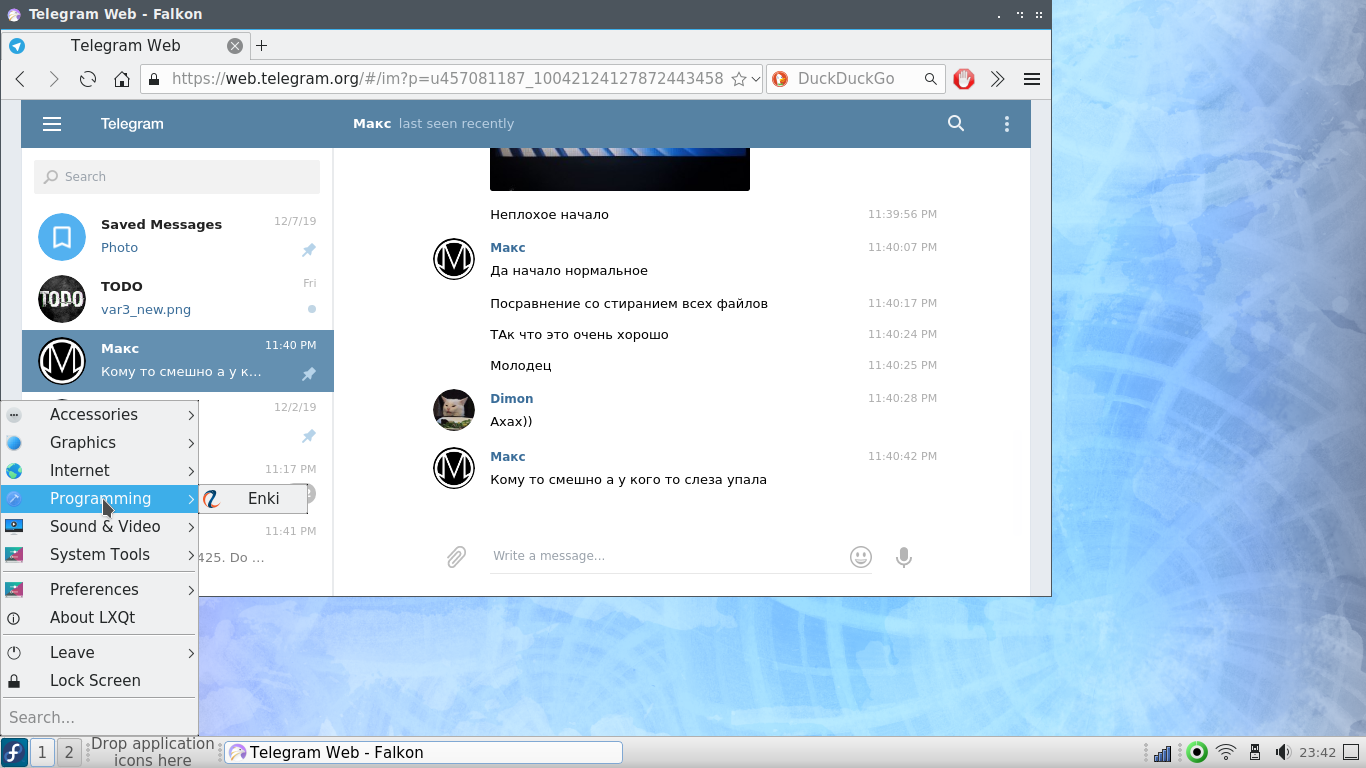 Telegram Web - Falkon
Telegram Web
https://web.telegram.org/#/im?p=u457081187_10042124127872443458
DuckDuckGo
Telegram
Макс last seen recently
Search
Saved Messages 12/7/19
Photo
TODO Fri
TODO
var3_new.png
Макс 11:40 PM
Кому то смешно а у к...
12/2/19
11:17 PM
11:41 PM
425. Do ...
Неплохое начало 11:39:56 PM
Макс 11:40:07 PM
Да начало нормальное
Посравнение со стиранием всех файлов 11:40:17 PM
ТАк что это очень хорошо 11:40:24 PM
Молодец 11:40:25 PM
Dimon 11:40:28 PM
Ахах))
Макс 11:40:42 PM
Кому то смешно а у кого то слеза упала
Write a message...
Accessories
Graphics
Internet
Programming
Enki
Sound & Video
System Tools
Preferences
About LXQt
Leave
Lock Screen
Search...
1
2
Drop application
icons here
Telegram Web - Falkon
23:42